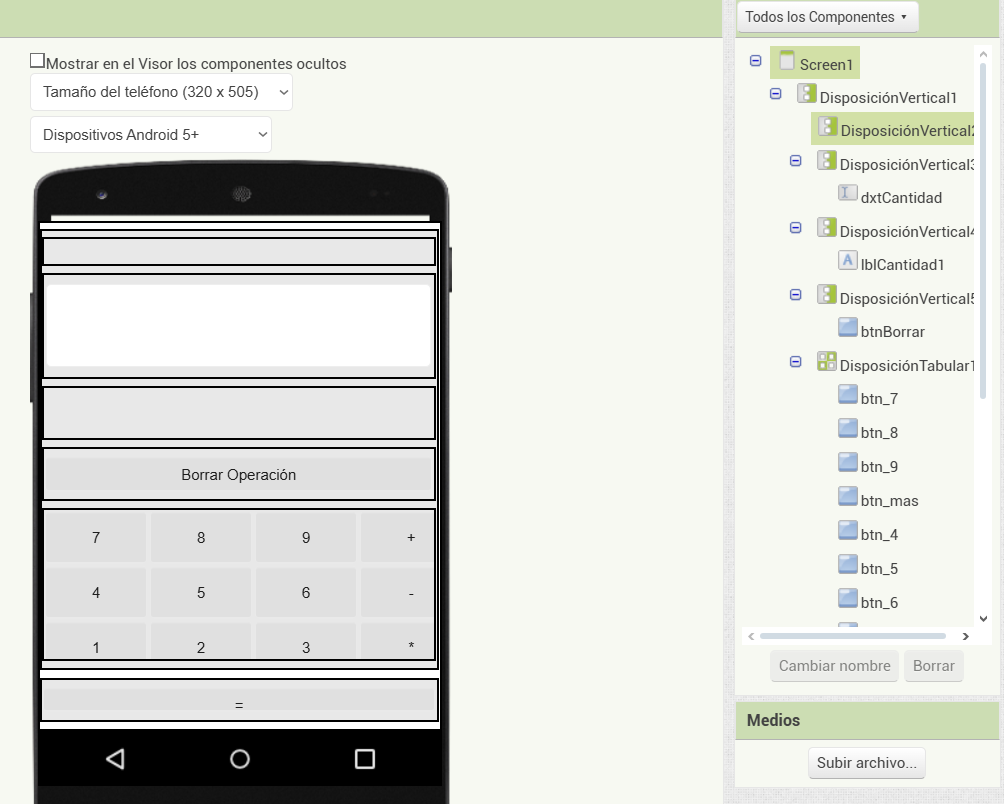 Todos los Componentes
Mostrar en el Visor los componentes ocultos
Tamaño del teléfono (320 x 505)
Dispositivos Android 5+
Borrar Operación
7 8 9 +
4 5 6 -
1 2 3 *
=
Screen1
DisposiciónVertical1
DisposiciónVertical2
DisposiciónVertical3
dxtCantidad
DisposiciónVertical4
lblCantidad1
DisposiciónVertical5
btnBorrar
DisposiciónTabular1
btn_7
btn_8
btn_9
btn_mas
btn_4
btn_5
btn_6
Cambiar nombre
Borrar
Medios
Subir archivo...